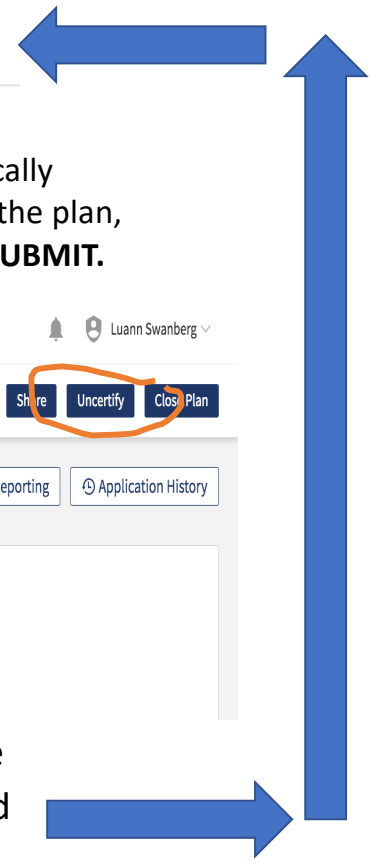 cally
the plan,
UBMIT.
Luann Swanberg
Share Uncertify Close Plan
eporting Application History
e
d